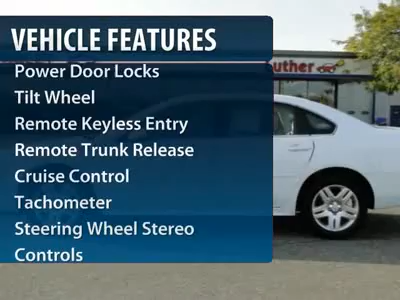 VEHICLE FEATURES
Power Door Locks
Tilt Wheel
Remote Keyless Entry
Remote Trunk Release
Cruise Control
Tachometer
Steering Wheel Stereo
Controls